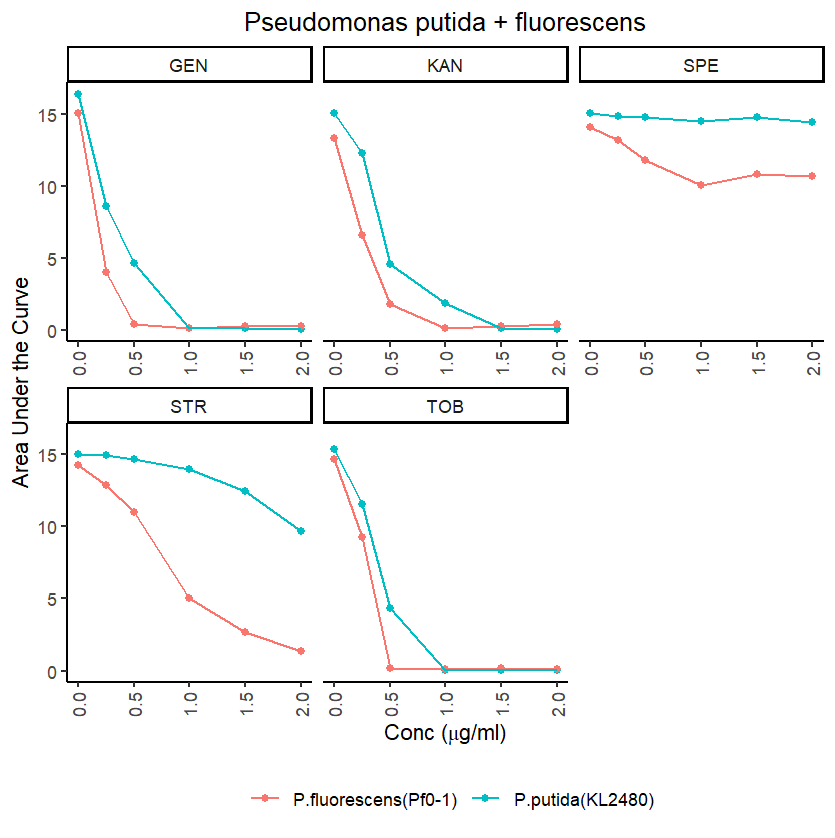 Pseudomonas putida + fluorescens
GEN
KAN
SPE
15
10
5
0
0.0 0.5 1.0 1.5 2.0
0.0 0.5 1.0 1.5 2.0
0.0 0.5 1.0 1.5 2.0
Area Under the Curve
STR
TOB
15
10
5
0
0.0 0.5 1.0 1.5 2.0
0.0 0.5 1.0 1.5 2.0
Conc (μg/ml)
P.fluorescens(Pf0-1) P.putida(KL2480)